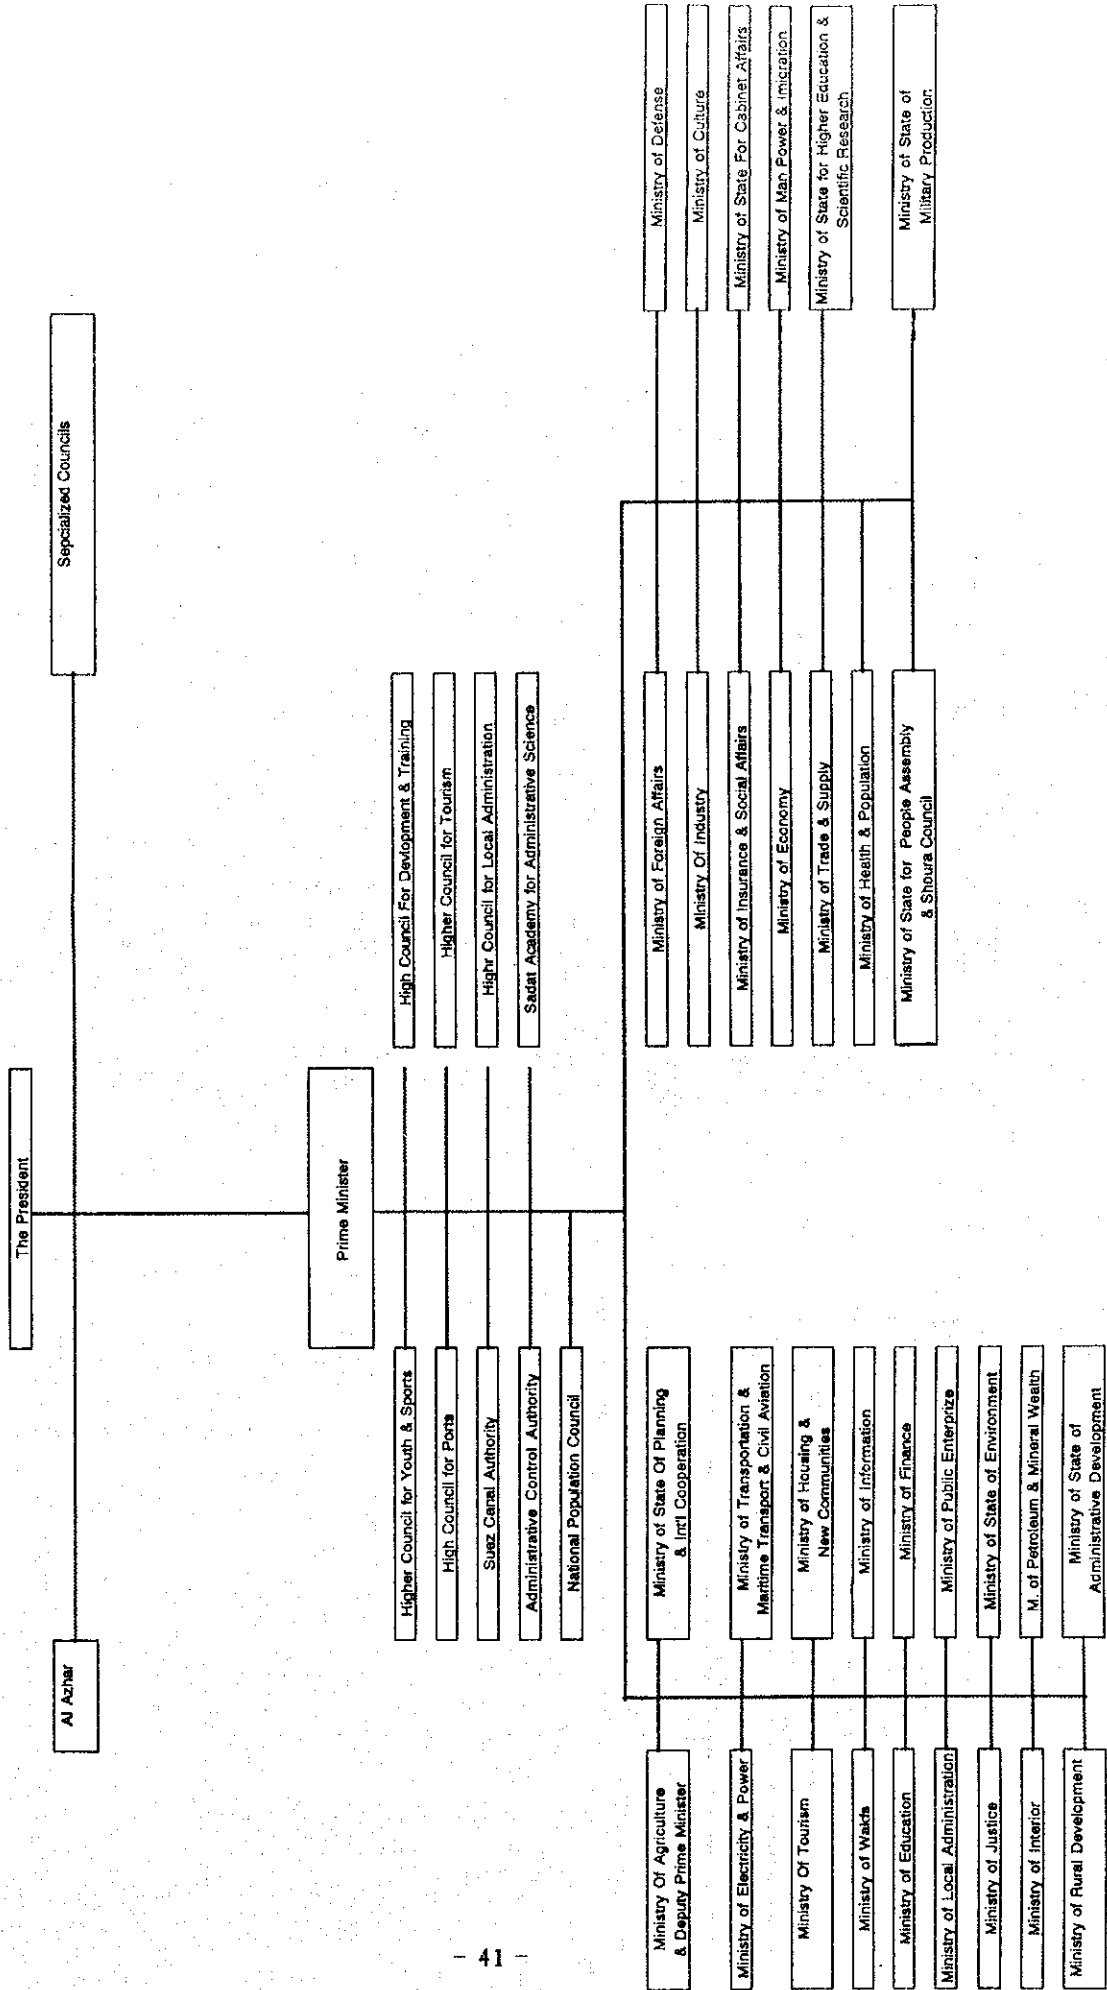 The President
Al Azhar
Sepcialized Councils
Prime Minister
Higher Council for Youth & Sports
High Council For Devlopment & Training
High Council for Ports
Higher Council for Tourism
Suez Canal Authority
Highr Council for Local Administration
Administrative Control Authority
Sadat Academy for Administrative Science
National Population Council
Ministry Of Agriculture
& Deputy Prime Minister
Ministry of State Of Planning
& Int'l Cooperation
Ministry of Foreign Affairs
Ministry of Defense
Ministry Of Industry
Ministry of Culture
Ministry of Electricity & Power
Ministry of Transportation &
Maritime Transport & Civil Aviation
Ministry of Insurance & Social Affairs
Ministry of State For Cabinet Affairs
Ministry Of Tourism
Ministry of Housing &
New Communities
Ministry of Economy
Ministry of Man Power & Imigration
Ministry of Trade & Supply
Ministry of State for Higher Education &
Scientific Research
Ministry of Wakfs
Ministry of Information
Ministry of Health & Population
Ministry of Education
Ministry of Finance
Ministry of State for People Assembly
& Shoura Council
Ministry of State of
Military Production
Ministry of Local Administration
Ministry of Public Enterprize
Ministry of Justice
Ministry of State of Environment
Ministry of Interior
M. of Petroleum & Mineral Wealth
Ministry of Rural Development
Ministry of State of
Administrative Development
- 41 -